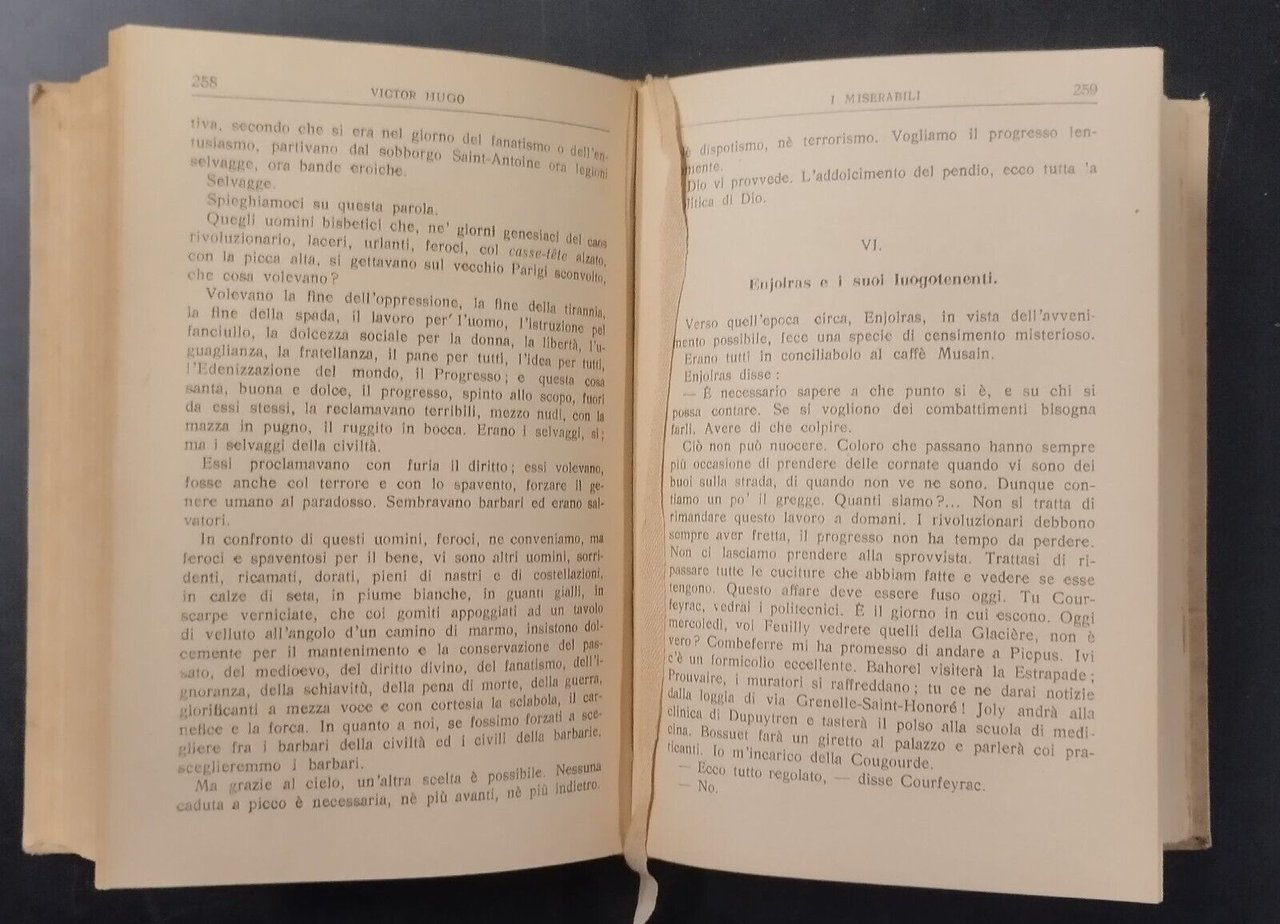 258
VICTOR HUGO
tiva, secondo che si era nel giorno del fanatismo o dell'en-
tusiasmo, partivano dal sobborgo Saint-Antoine ora legioni
selvagge, ora bande eroiche.
Selvagge.
Spieghiamoci su questa parola.
Quegli uomini bisbetici che, ne' giorni genesiaci del caos
rivoluzionario, laceri, urlanti, feroci, col casse-tête alzato,
con la picca alta, si gettavano sul vecchio Parigi sconvolto,
che cosa volevano?
Volevano la fine dell'oppressione, la fine della tirannia,
la fine della spada, il lavoro per l'uomo, l'istruzione pel
fanciullo, la dolcezza sociale per la donna, la libertà, l'u-
guaglianza, la fratellanza, il pane per tutti, l'idea per tutti,
l'Edenizzazione del mondo, il Progresso; e questa cosa
santa, buona e dolce, il progresso, spinto allo scopo, fuori
da essi stessi, la reclamavano terribili, mezzo nudi, con la
mazza in pugno, il ruggito in bocca. Erano i selvaggi, sì;
ma i selvaggi della civiltà.
Essi proclamavano con furia il diritto; essi volevano,
fosse anche col terrore e con lo spavento, forzare il ge-
nere umano al paradosso. Sembravano barbari ed erano sal-
vatori.
In confronto di questi uomini, feroci, ne conveniamo, ma
feroci e spaventosi per il bene, vi sono altri uomini, sorri-
denti, ricamati, dorati, pieni di nastri e di costellazioni,
in calze di seta, in piume bianche, in guanti gialli, in
scarpe verniciate, che coi gomiti appoggiati ad un tavolo
di velluto all'angolo d'un camino di marmo, insistono dol-
cemente per il mantenimento e la conservazione del pas-
sato, del medioevo, del diritto divino, del fanatismo, dell'i-
gnoranza, della schiavitù, della pena di morte, della guerra,
glorificanti a mezza voce e con cortesia la sciabola, il car-
nefice e la forca. In quanto a noi, se fossimo forzati a sce-
gliere fra i barbari della civiltà ed i civili della barbarie,
sceglieremmo i barbari.
Ma grazie al cielo, un'altra scelta è possibile. Nessuna
caduta a picco è necessaria, nè più avanti, nè più indietro.
I MISERABILI
259
è dispotismo, nè terrorismo. Vogliamo il progresso len-
mente.
Dio vi provvede. L'addolcimento del pendio, ecco tutta 'a
litica di Dio.
VI.
Enjolras e i suoi luogotenenti.
Verso quell'epoca circa, Enjolras, in vista dell'avveni-
mento possibile, fece una specie di censimento misterioso.
Erano tutti in conciliabolo al caffè Musain.
Enjolras disse:
— È necessario sapere a che punto si è, e su chi si
possa contare. Se si vogliono dei combattimenti bisogna
farli. Avere di che colpire.
Ciò non può nuocere. Coloro che passano hanno sempre
più occasione di prendere delle cornate quando vi sono dei
buoi sulla strada, di quando non ve ne sono. Dunque con-
tiamo un po' il gregge. Quanti siamo?... Non si tratta di
rimandare questo lavoro a domani. I rivoluzionari debbono
sempre aver fretta, il progresso non ha tempo da perdere.
Non ci lasciamo prendere alla sprovvista. Trattasi di ri-
passare tutte le cuciture che abbiam fatte e vedere se esse
tengono. Questo affare deve essere fuso oggi. Tu Cour-
feyrac, vedrai i politecnici. È il giorno in cui escono. Oggi
mercoledì, voi Feuilly vedrete quelli della Glacière, non è
vero? Combeferre mi ha promesso di andare a Picpus. Ivi
c'è un formicolio eccellente. Bahorel visiterà la Estrapade;
Prouvaire, i muratori si raffreddano; tu ce ne darai notizie
dalla loggia di via Grenelle-Saint-Honoré! Joly andrà alla
clinica di Dupuytren e tasterà il polso alla scuola di medi-
cina. Bossuet farà un giretto al palazzo e parlerà coi pra-
ticanti. Io m'incarico della Cougourde.
— Ecco tutto regolato, — disse Courfeyrac.
— No.